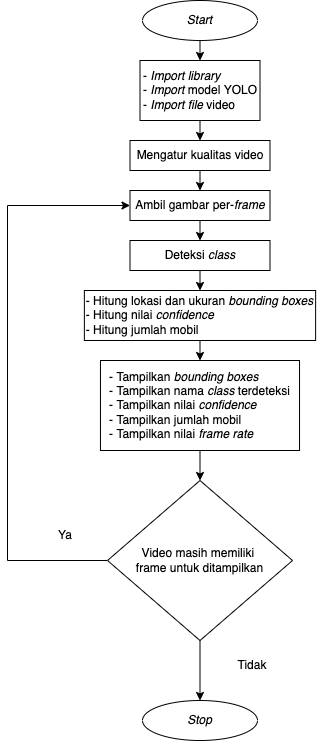 Start
- Import library
- Import model YOLO
- Import file video
Mengatur kualitas video
Ambil gambar per-frame
Deteksi class
- Hitung lokasi dan ukuran bounding boxes
- Hitung nilai confidence
- Hitung jumlah mobil
- Tampilkan bounding boxes
- Tampilkan nama class terdeteksi
- Tampilkan nilai confidence
- Tampilkan jumlah mobil
- Tampilkan nilai frame rate
Ya
Video masih memiliki
frame untuk ditampilkan
Tidak
Stop